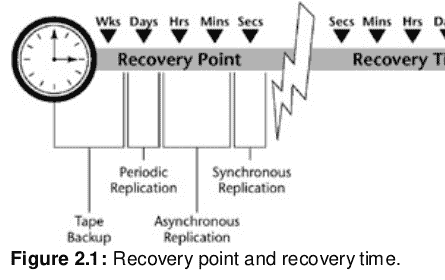 Wks Days Hrs Mins Secs Secs Mins Hrs
Recovery Point Recovery
Periodic Replication
Synchronous Replication
Tape Backup
Asynchronous Replication
Figure 2.1: Recovery point and recovery time.